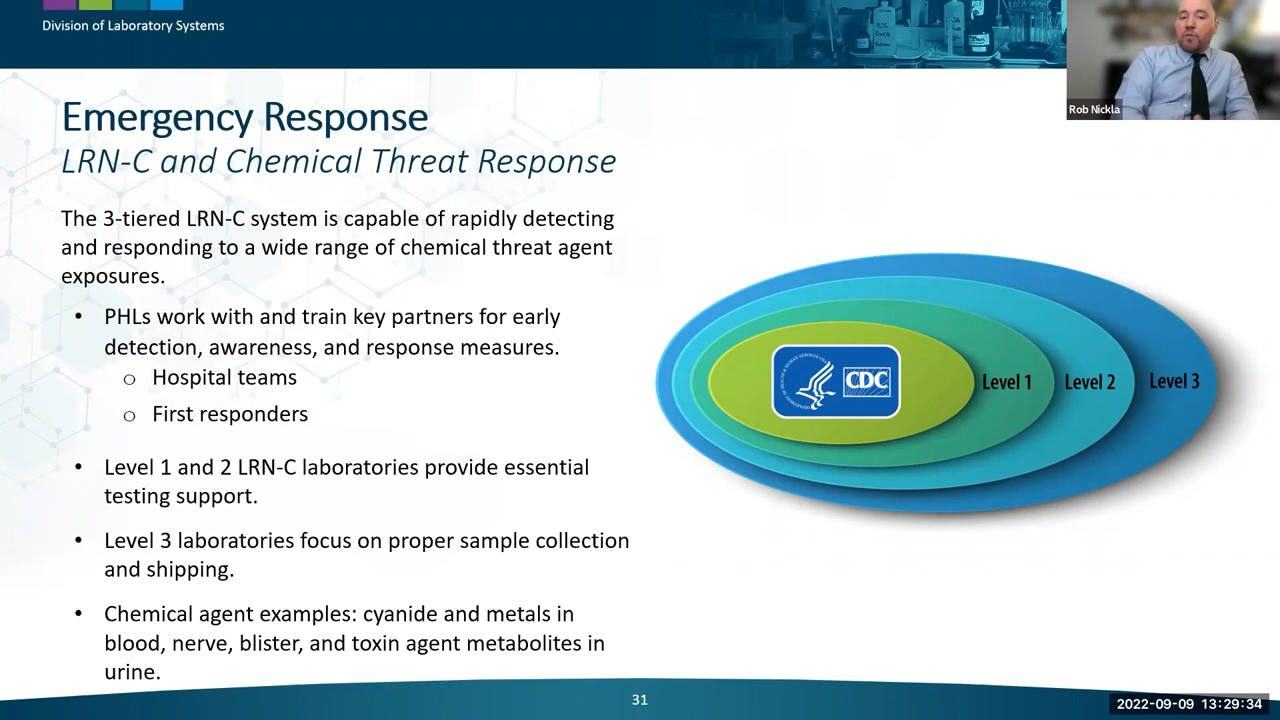 Division of Laboratory Systems
Rob Nickla
Emergency Response
LRN-C and Chemical Threat Response
The 3-tiered LRN-C system is capable of rapidly detecting
and responding to a wide range of chemical threat agent
exposures.
• PHLs work with and train key partners for early
detection, awareness, and response measures.
o Hospital teams
o First responders
• Level 1 and 2 LRN-C laboratories provide essential
testing support.
• Level 3 laboratories focus on proper sample collection
and shipping.
• Chemical agent examples: cyanide and metals in
blood, nerve, blister, and toxin agent metabolites in
urine.
CDC
Level 1
Level 2
Level 3
31
2022-09-09 13:29:34